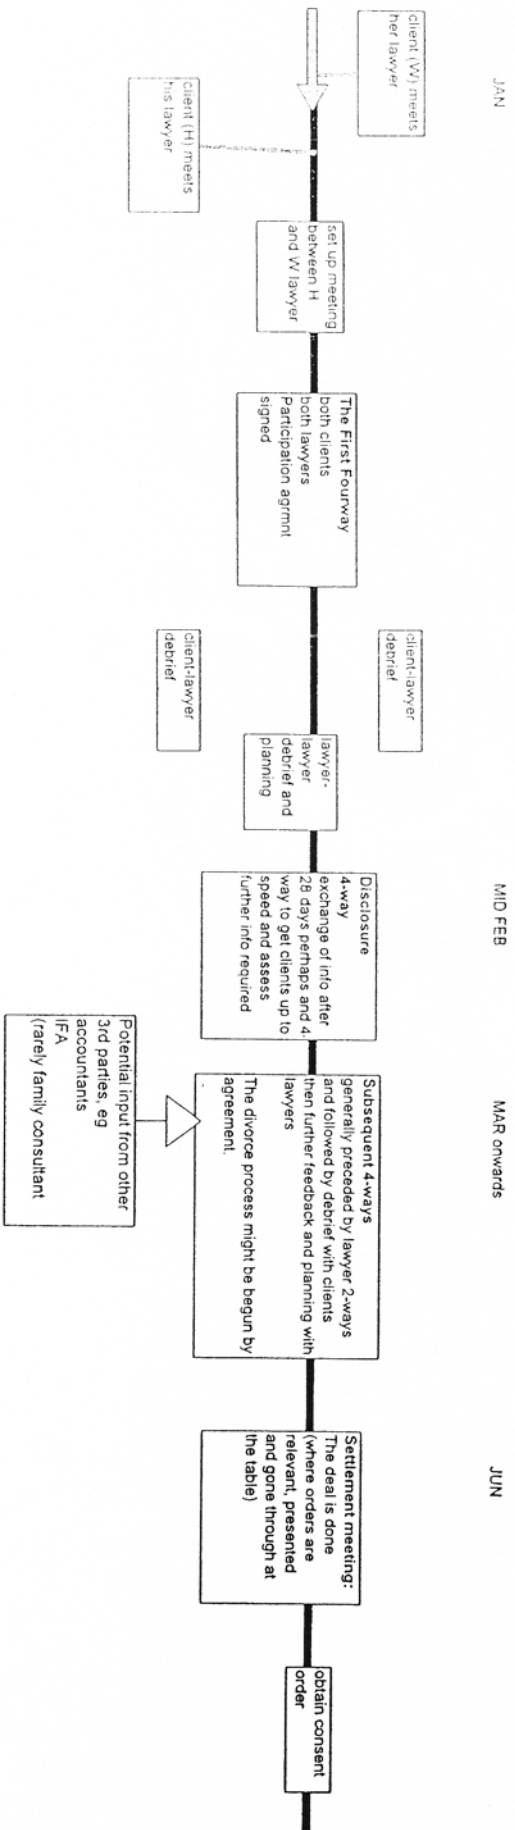 JAN
MID FEB
MAR onwards
JUN
client (W) meets
her lawyer
client (H) meets
his lawyer
set up meeting
between H
and W lawyer
The First Fourway
both clients
both lawyers
Participation agrmnt
signed
client-lawyer
debrief
client-lawyer
debrief
lawyer-
lawyer
debrief and
planning
Disclosure
4-way
exchange of info after
28 days perhaps and 4-
way to get clients up to
speed and assess
further info required
Subsequent 4-ways
generally preceded by lawyer 2-ways
and followed by debrief with clients
then further feedback and planning with
lawyers
The divorce process might be begun by
agreement.
Potential input from other
3rd parties, eg
accountants
IFA
(rarely family consultant
Settlement meeting:
The deal is done
(where orders are
relevant, presented
and gone through at
the table)
obtain consent
order